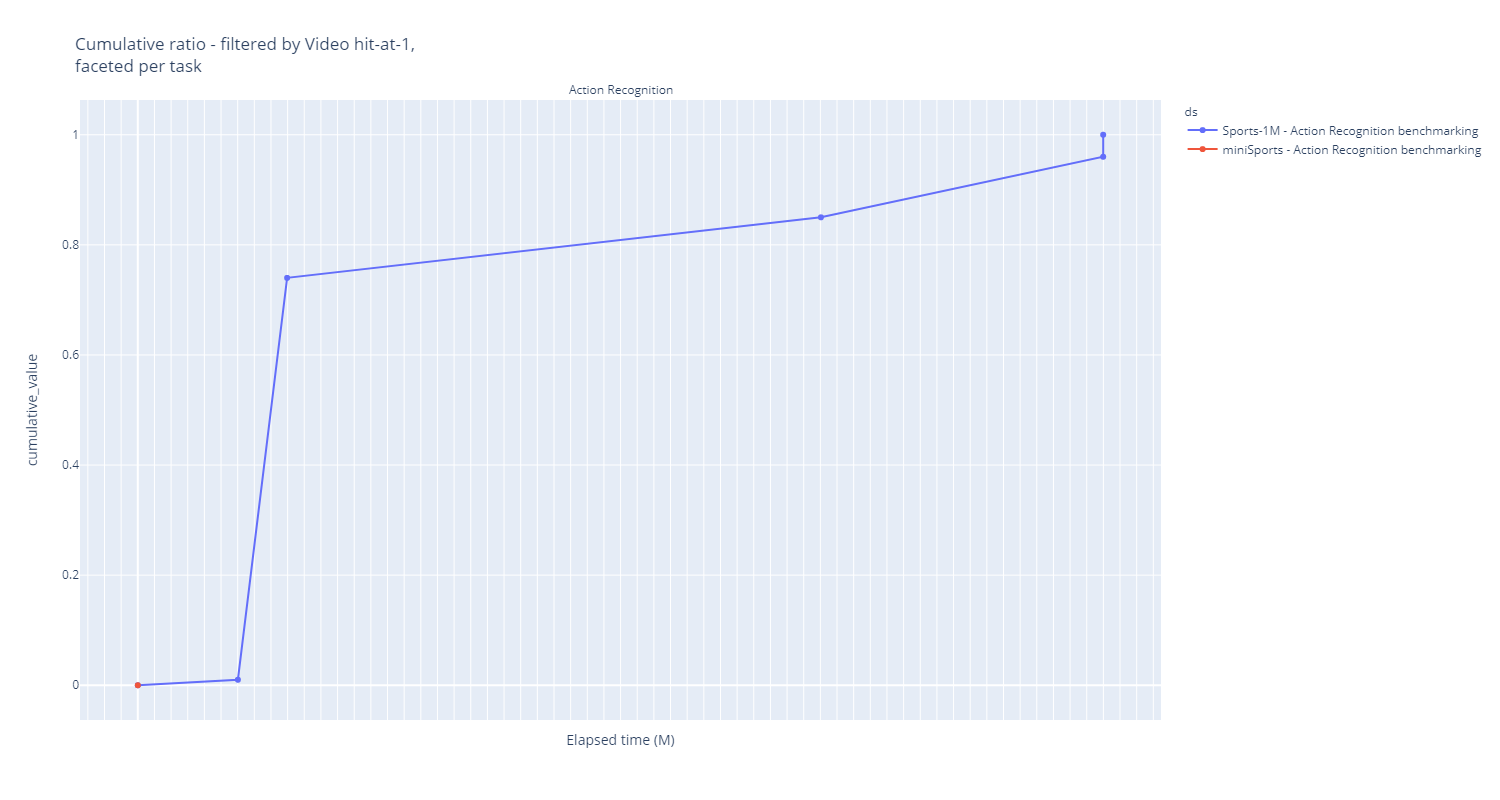 Cumulative ratio - filtered by Video hit-at-1,
faceted per task
Action Recognition
ds
Sports-1M - Action Recognition benchmarking
miniSports - Action Recognition benchmarking
1
0.8
0.6
0.4
0.2
0
cumulative_value
Elapsed time (M)